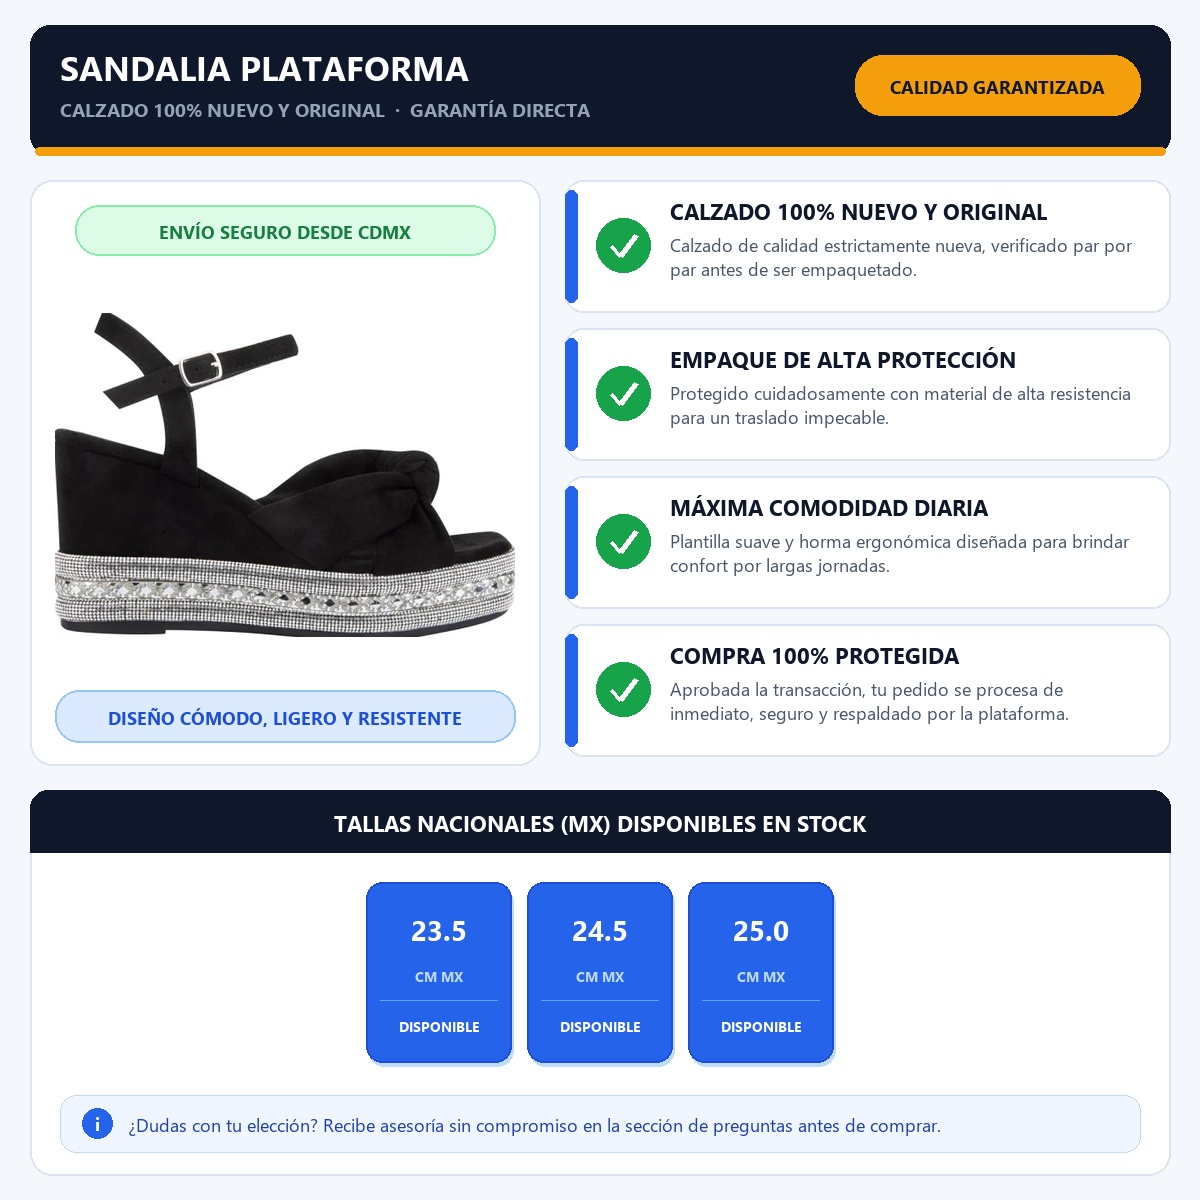 SANDALIA PLATAFORMA
CALZADO 100% NUEVO Y ORIGINAL · GARANTÍA DIRECTA
CALIDAD GARANTIZADA
ENVÍO SEGURO DESDE CDMX
DISEÑO CÓMODO, LIGERO Y RESISTENTE
CALZADO 100% NUEVO Y ORIGINAL
Calzado de calidad estrictamente nueva, verificado par por
par antes de ser empaquetado.
EMPAQUE DE ALTA PROTECCIÓN
Protegido cuidadosamente con material de alta resistencia
para un traslado impecable.
MÁXIMA COMODIDAD DIARIA
Plantilla suave y horma ergonómica diseñada para brindar
confort por largas jornadas.
COMPRA 100% PROTEGIDA
Aprobada la transacción, tu pedido se procesa de
inmediato, seguro y respaldado por la plataforma.
TALLAS NACIONALES (MX) DISPONIBLES EN STOCK
23.5
CM MX
DISPONIBLE
24.5
CM MX
DISPONIBLE
25.0
CM MX
DISPONIBLE
¿Dudas con tu elección? Recibe asesoría sin compromiso en la sección de preguntas antes de comprar.